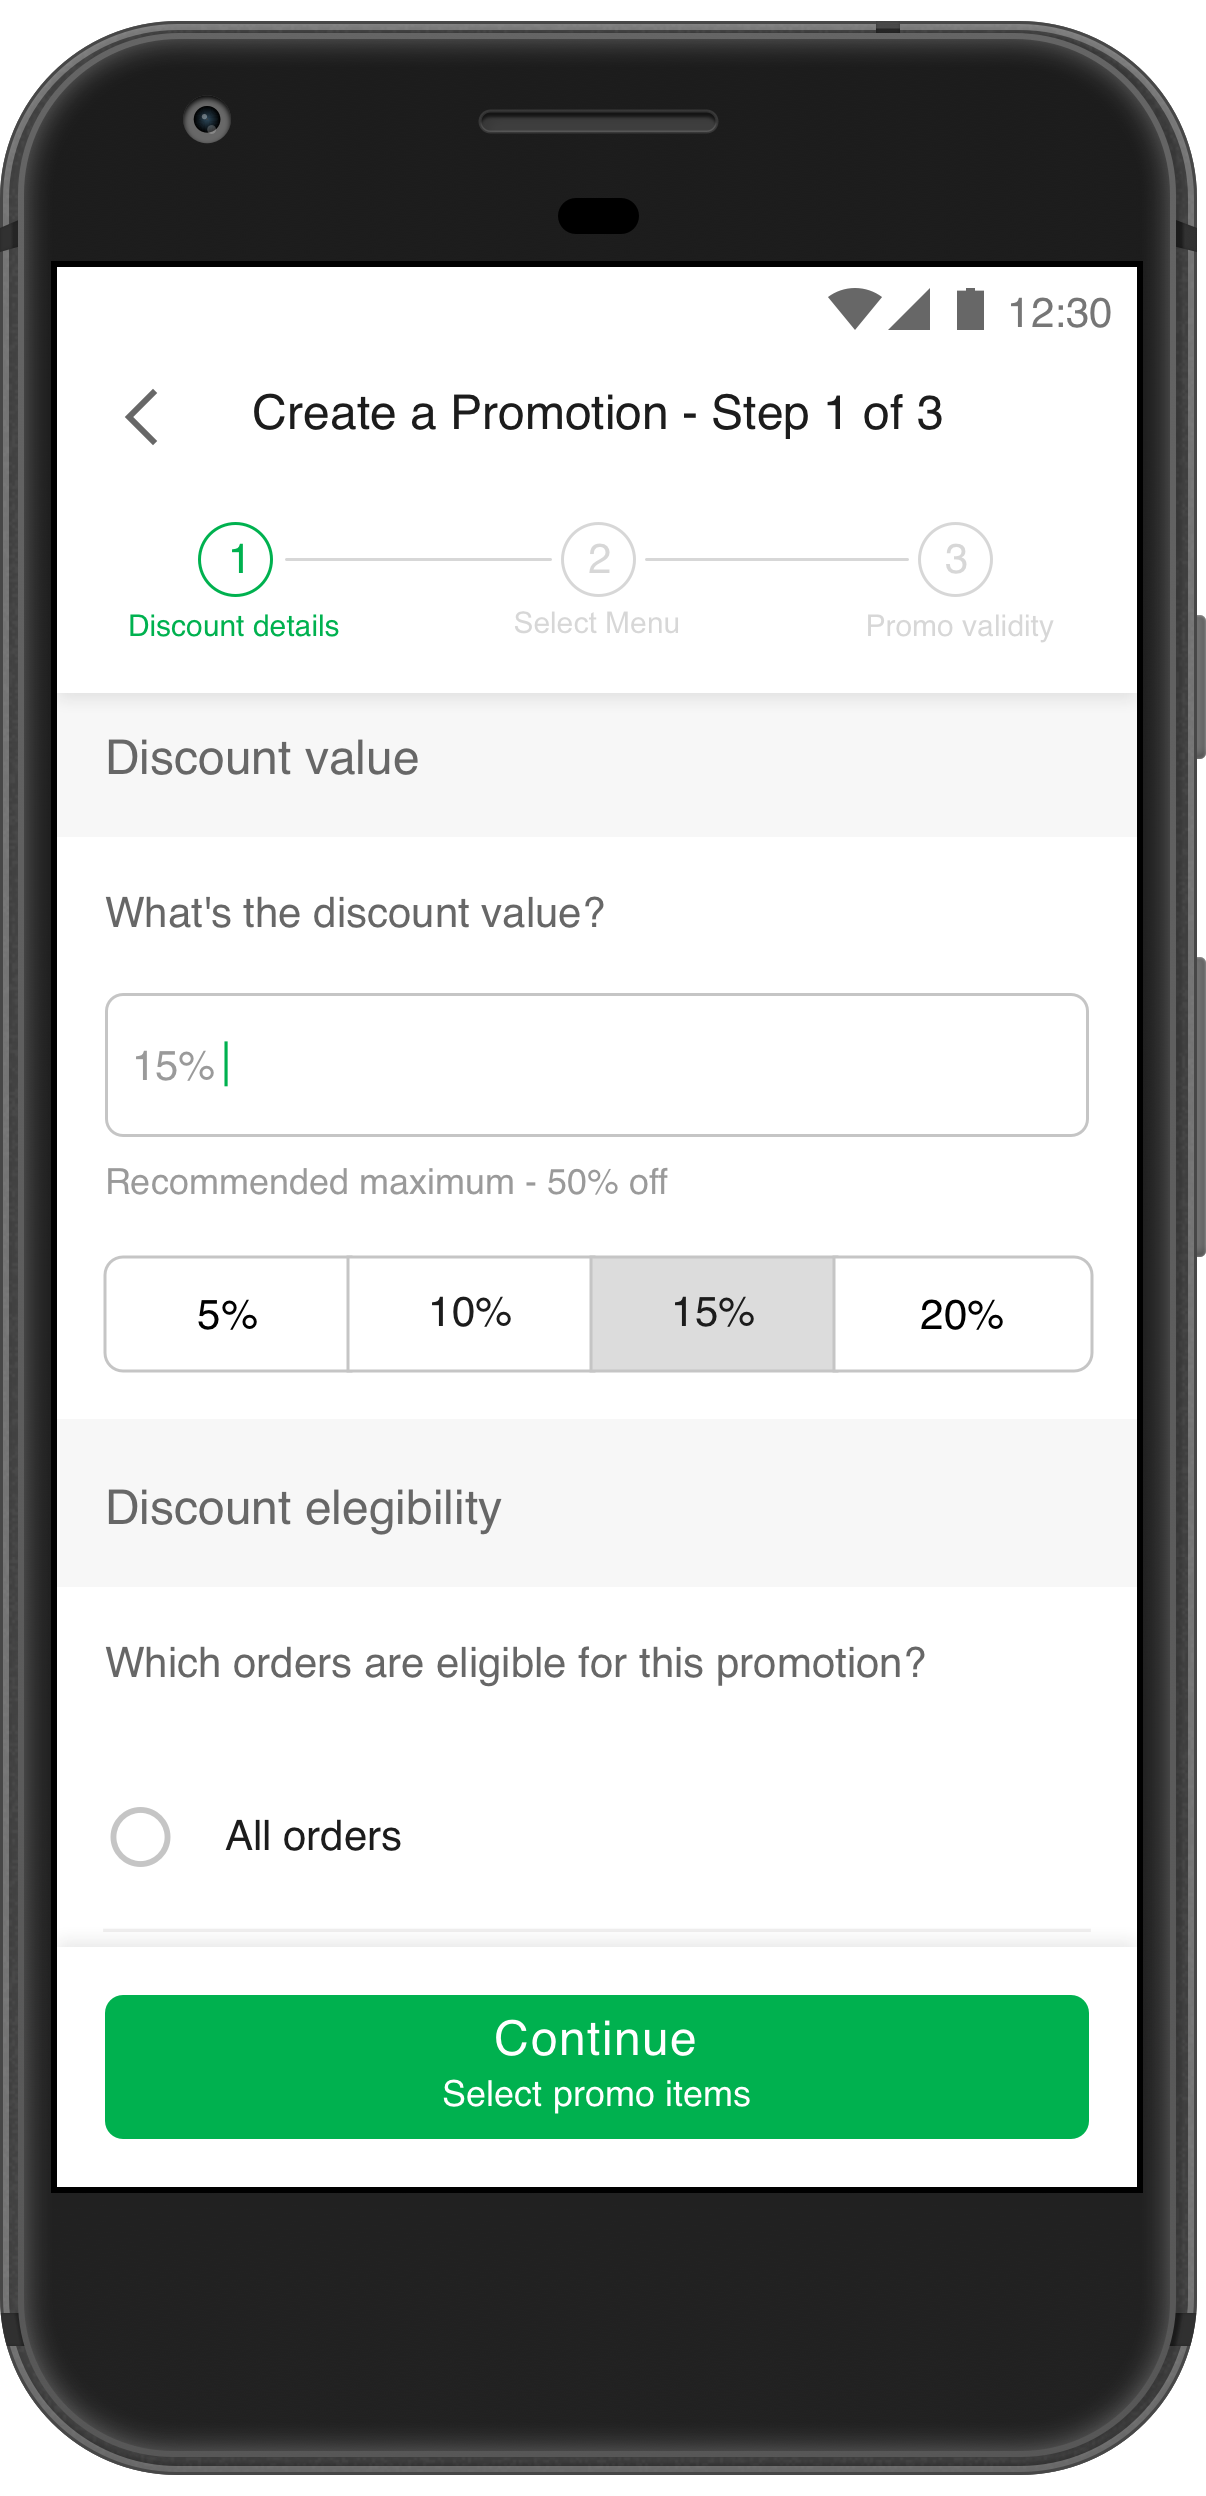 12:30
Create a Promotion - Step 1 of 3
1 2 3
Discount details Select Menu Promo validity
Discount value
What's the discount value?
15%
Recommended maximum - 50% off
5% 10% 15% 20%
Discount elegibility
Which orders are eligible for this promotion?
All orders
Continue
Select promo items